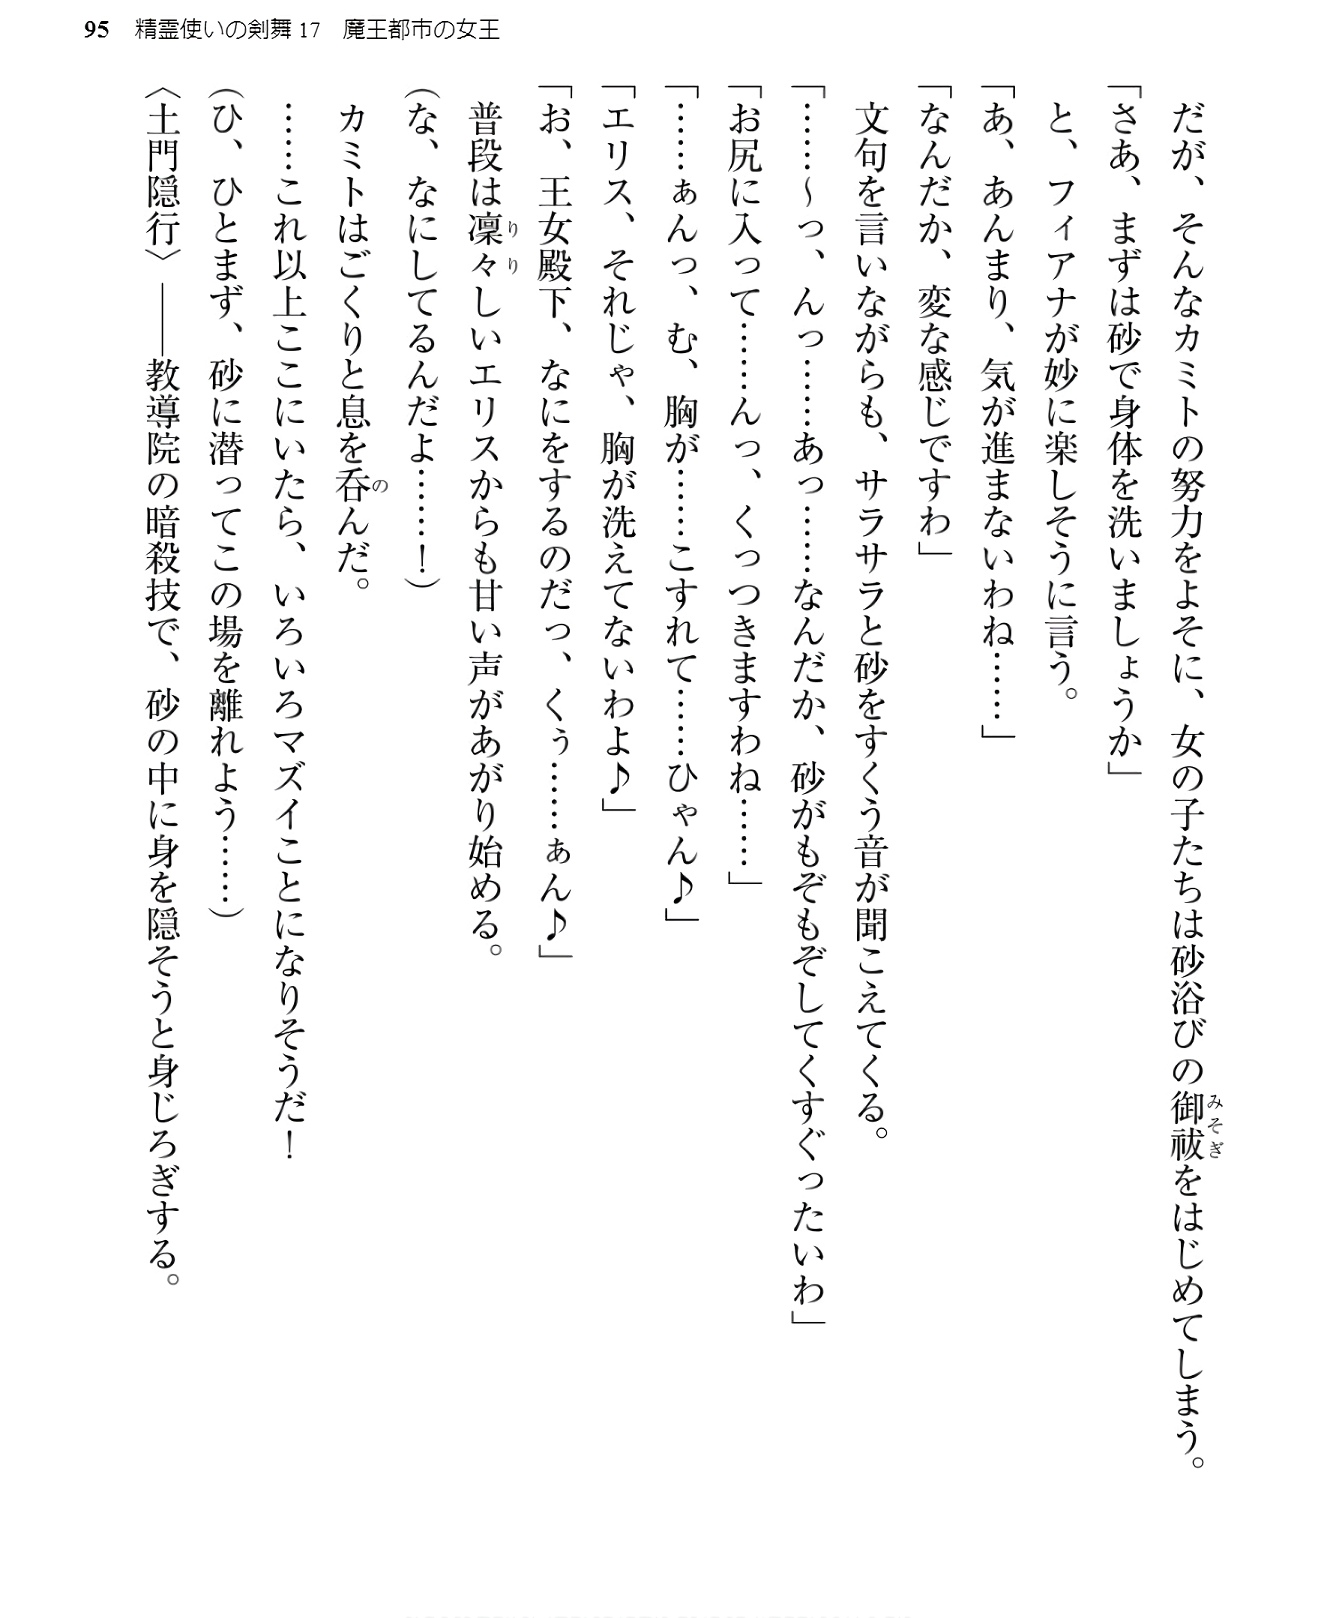 95 精霊使いの剣舞17 魔王都市の女王
だが、そんなカミトの努力をよそに、女の子たちは砂浴びの御祓をはじめてしまう。
「さあ、まずは砂で身体を洗いましょうか」
と、フィアナが妙に楽しそうに言う。
「あ、あんまり、気が進まないわね……」
「なんだか、変な感じですわ」
文句を言いながらも、サラサラと砂をすくう音が聞こえてくる。
「……〜っ、んっ……あっ……なんだか、砂がもぞもぞしてくすぐったいわ」
「お尻に入って……んっ、くっつきますわね……」
「……ぁんっ、む、胸が……こすれて……ひゃん♪」
「エリス、それじゃ、胸が洗えてないわよ♪」
「お、王女殿下、なにをするのだっ、くぅ……ぁん♪」
普段は凛々しいエリスからも甘い声があがり始める。
(な、なにしてるんだよ……！)
カミトはごくりと息を呑んだ。
……これ以上ここにいたら、いろいろマズイことになりそうだ！
(ひ、ひとまず、砂に潜ってこの場を離れよう……)
〈土門隠行〉――教導院の暗殺技で、砂の中に身を隠そうと身じろぎする。